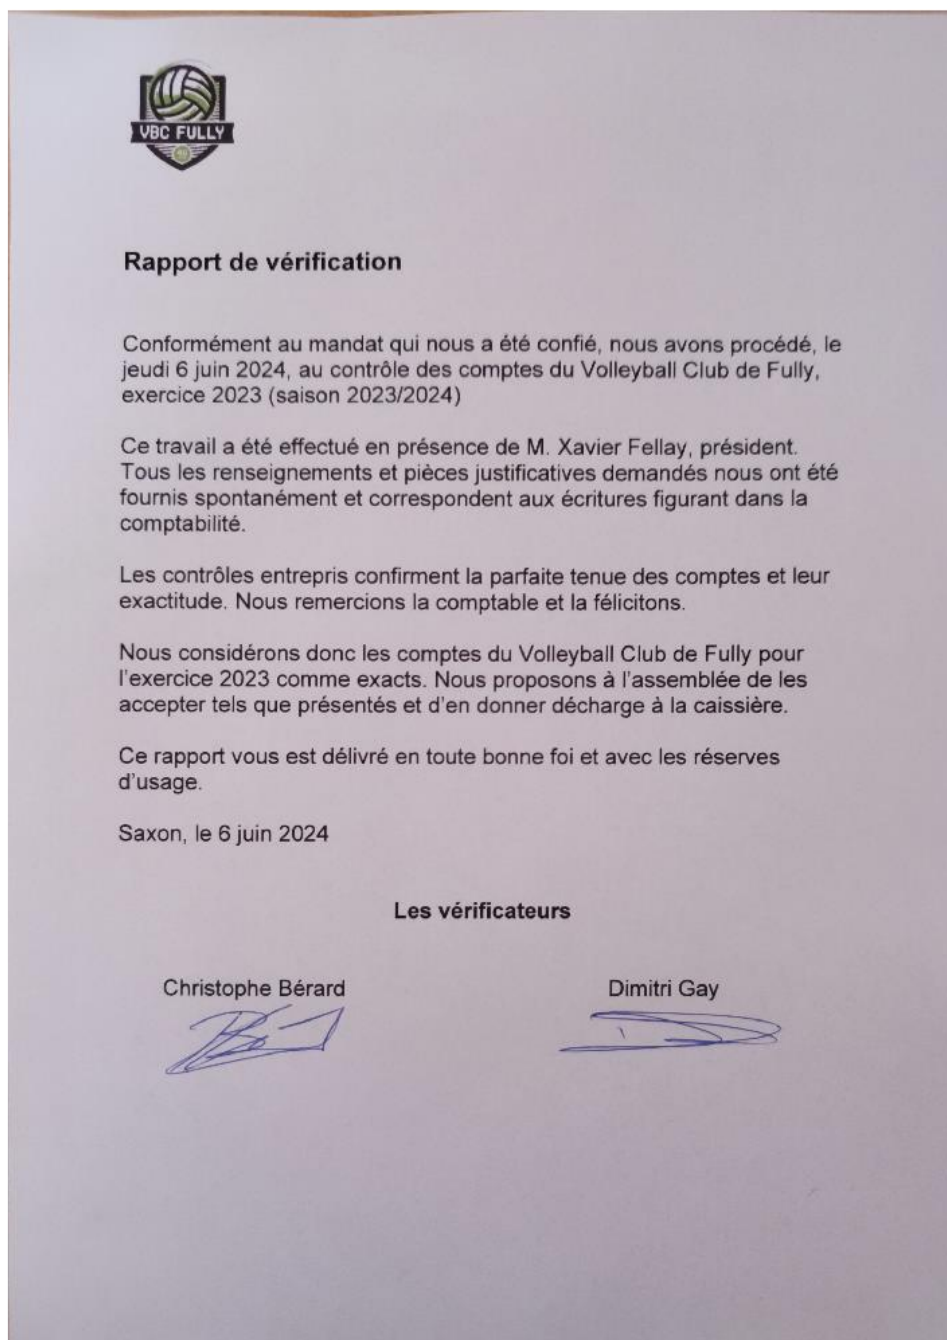 VBC FULLY
Rapport de vérification
Conformément au mandat qui nous a été confié, nous avons procédé, le
jeudi 6 juin 2024, au contrôle des comptes du Volleyball Club de Fully,
exercice 2023 (saison 2023/2024)
Ce travail a été effectué en présence de M. Xavier Fellay, président.
Tous les renseignements et pièces justificatives demandés nous ont été
fournis spontanément et correspondent aux écritures figurant dans la
comptabilité.
Les contrôles entrepris confirment la parfaite tenue des comptes et leur
exactitude. Nous remercions la comptable et la félicitons.
Nous considérons donc les comptes du Volleyball Club de Fully pour
l'exercice 2023 comme exacts. Nous proposons à l'assemblée de les
accepter tels que présentés et d'en donner décharge à la caissière.
Ce rapport vous est délivré en toute bonne foi et avec les réserves
d'usage.
Saxon, le 6 juin 2024
Les vérificateurs
Christophe Bérard Dimitri Gay